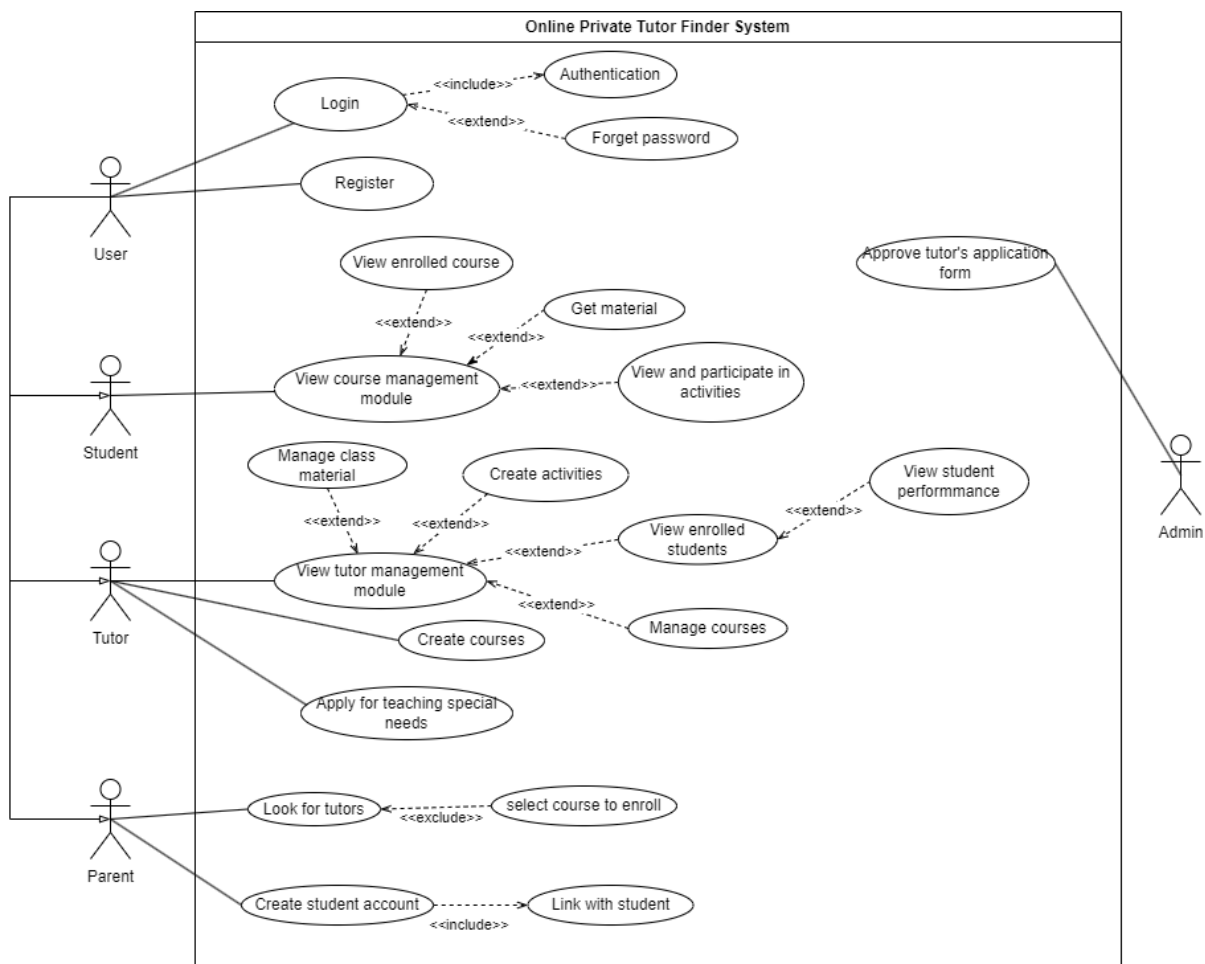 Online Private Tutor Finder System
Authentication
<<include>>
Login
<<extend>>
Forget password
Register
User
View enrolled course
Approve tutor's application
form
<<extend>>
Get material
<<extend>>
View course management
module
<<extend>>
View and participate in
activities
Student
Manage class
material
Create activities
View student
performmance
<<extend>>
<<extend>>
<<extend>>
View enrolled
students
<<extend>>
Admin
View tutor management
module
<<extend>>
Manage courses
Tutor
Create courses
Apply for teaching special
needs
Look for tutors
<<exclude>>
select course to enroll
Parent
Create student account
<<include>>
Link with student